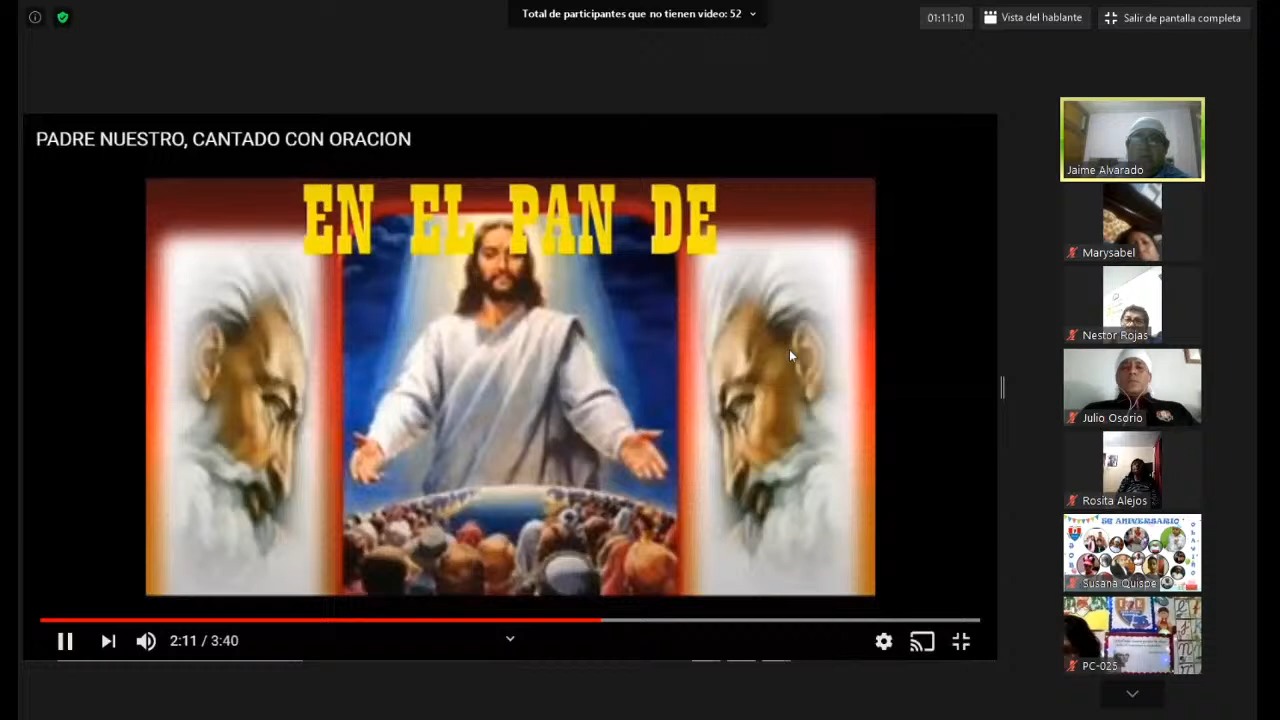 Total de participantes que no tienen video: 52
01:11:10
Vista del hablante
Salir de pantalla completa
PADRE NUESTRO, CANTADO CON ORACION
EN EL PAN DE
2:11 / 3:40
Jaime Alvarado
Marysabel
Nestor Rojas
Julio Osorio
Rosita Alejos
ANIVERSARIO
Susana Quispe
PC-025